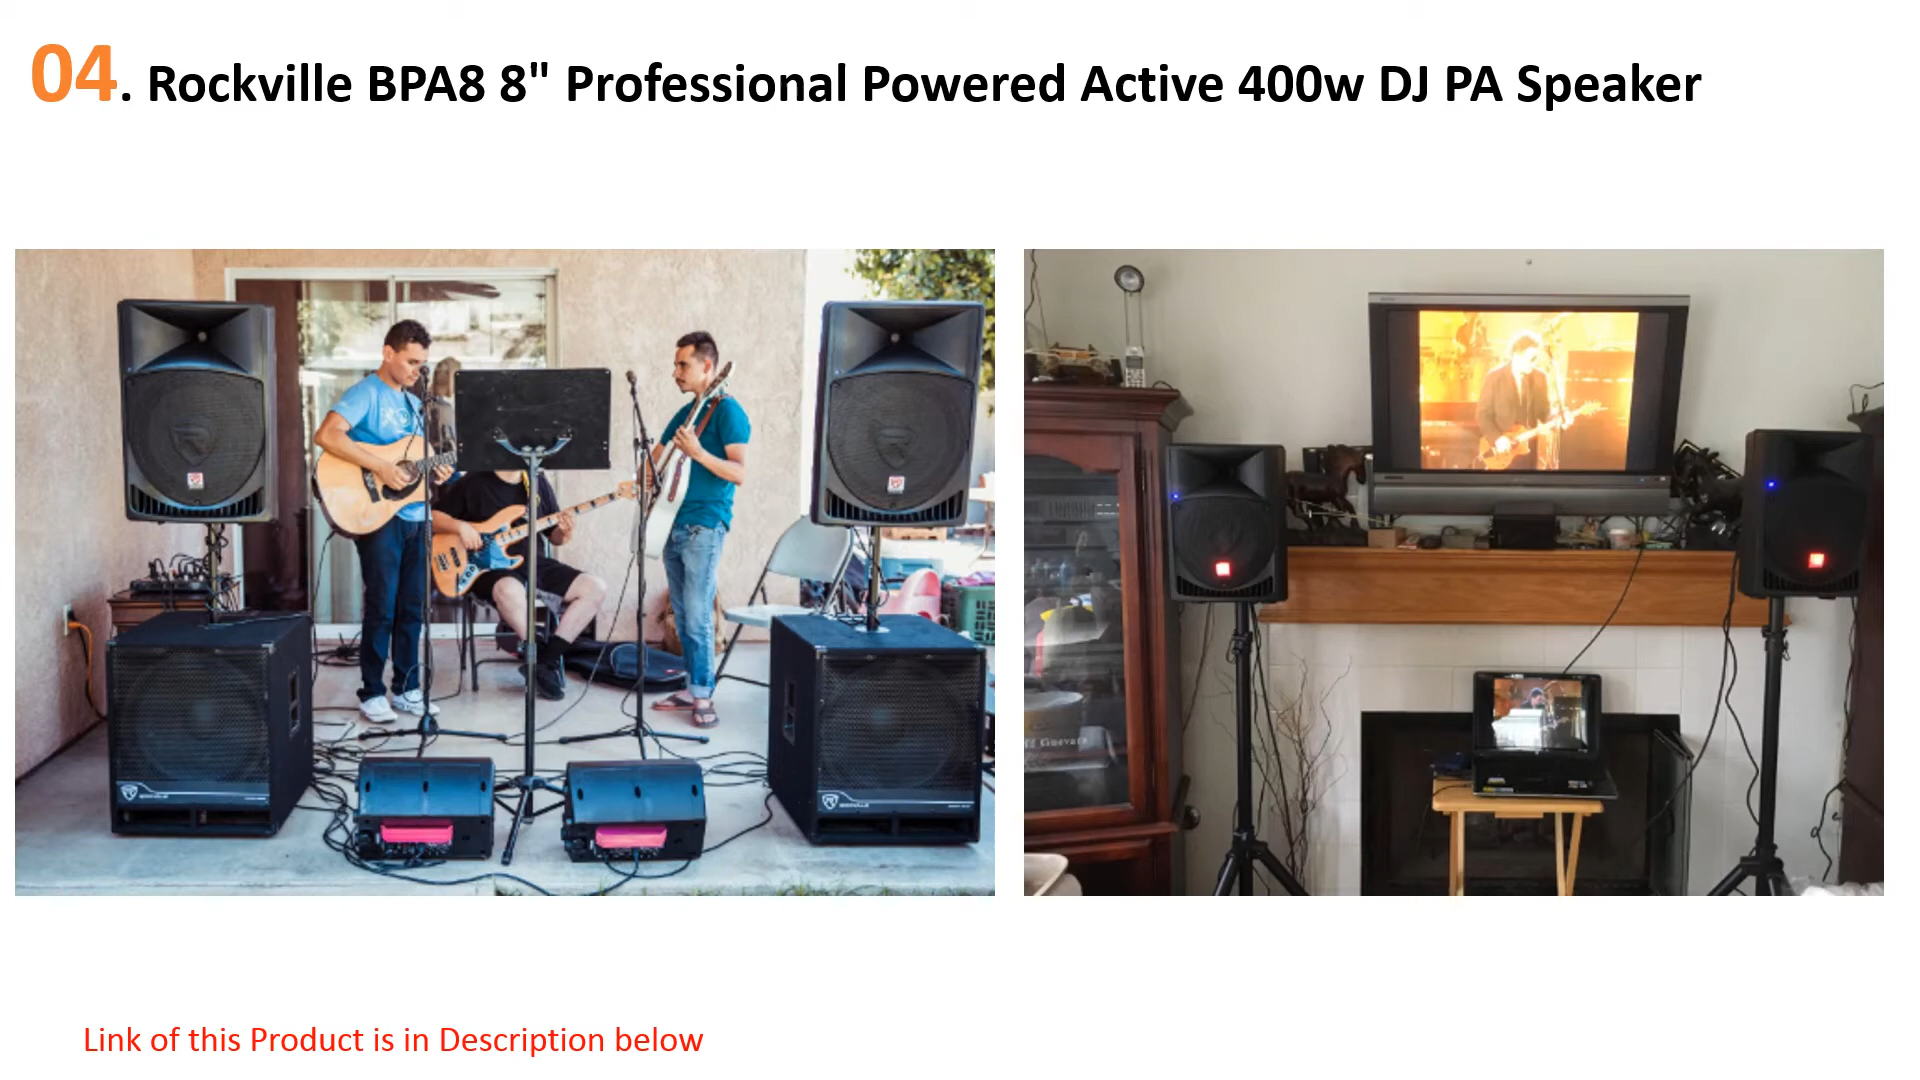 04. Rockville BPA8 8" Professional Powered Active 400w DJ PA Speaker
Link of this Product is in Description below